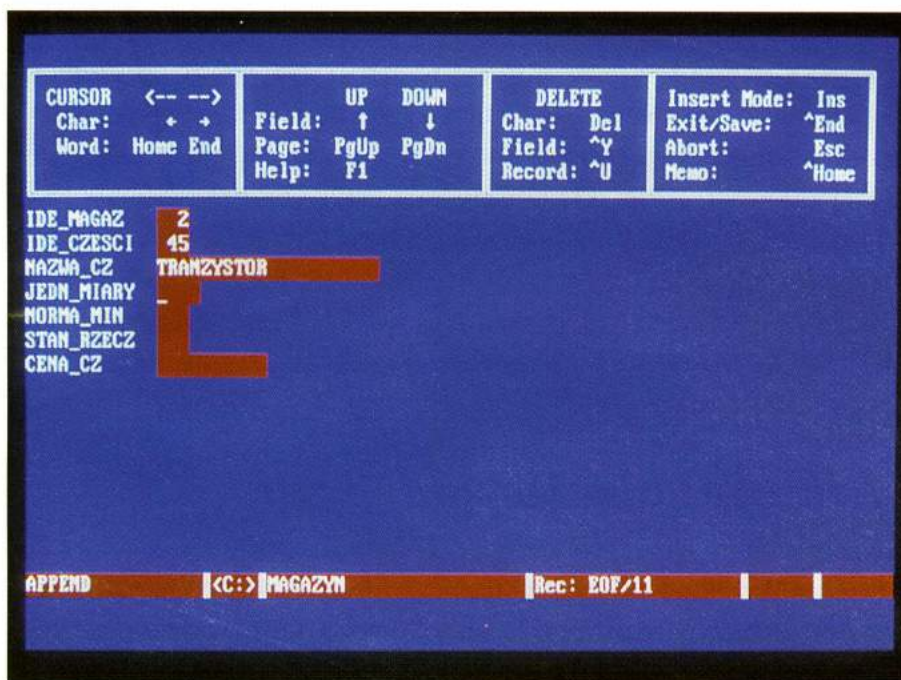 CURSOR <-- --> UP DOWN DELETE Insert Mode: Ins
Char: ← → Field: ↑ ↓ Char: Del Exit/Save: ^End
Word: Home End Page: PgUp PgDn Field: ^Y Abort: Esc
Help: F1 Record: ^U Memo: ^Home
IDE_MAGAZ 2
IDE_CZESCI 45
NAZWA_CZ TRANZYSTOR
JEDN_MIARY _
NORMA_MIN
STAN_RZECZ
CENA_CZ
APPEND <C:> MAGAZYN Rec: EOF/11